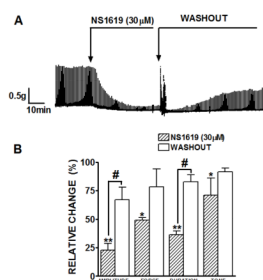 A
NS1619 (30µM)
WASHOUT
0.5g
10min
B
NS1619 (30µM)
WASHOUT
RELATIVE CHANGE (%)
100
75
50
25
0
#
#
**
*
**
*